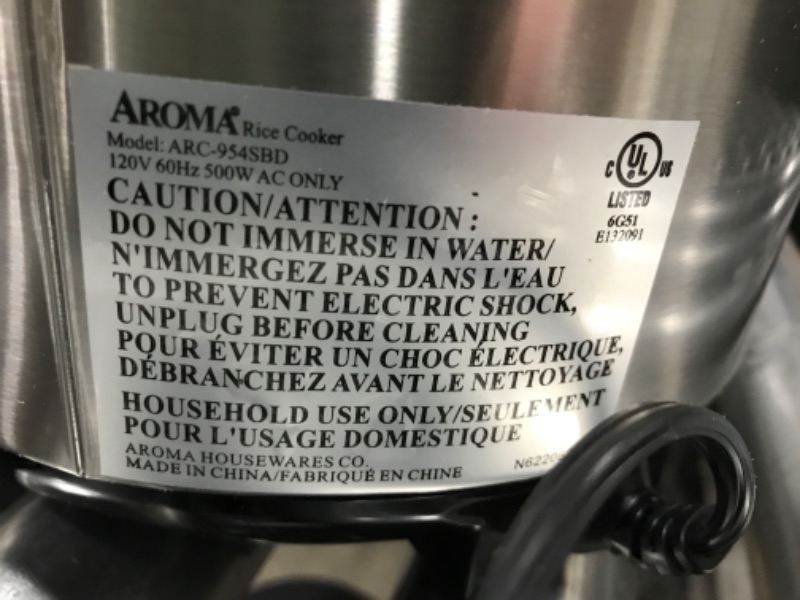 AROMA® Rice Cooker
Model: ARC-954SBD
120V 60Hz 500W AC ONLY
CAUTION/ATTENTION :
DO NOT IMMERSE IN WATER/
N'IMMERGEZ PAS DANS L'EAU
TO PREVENT ELECTRIC SHOCK,
UNPLUG BEFORE CLEANING
POUR ÉVITER UN CHOC ÉLECTRIQUE,
DÉBRANCHEZ AVANT LE NETTOYAGE
HOUSEHOLD USE ONLY/SEULEMENT
POUR L'USAGE DOMESTIQUE
AROMA HOUSEWARES CO.
MADE IN CHINA/FABRIQUÉ EN CHINE
C UL US
LISTED
6G51
E132091